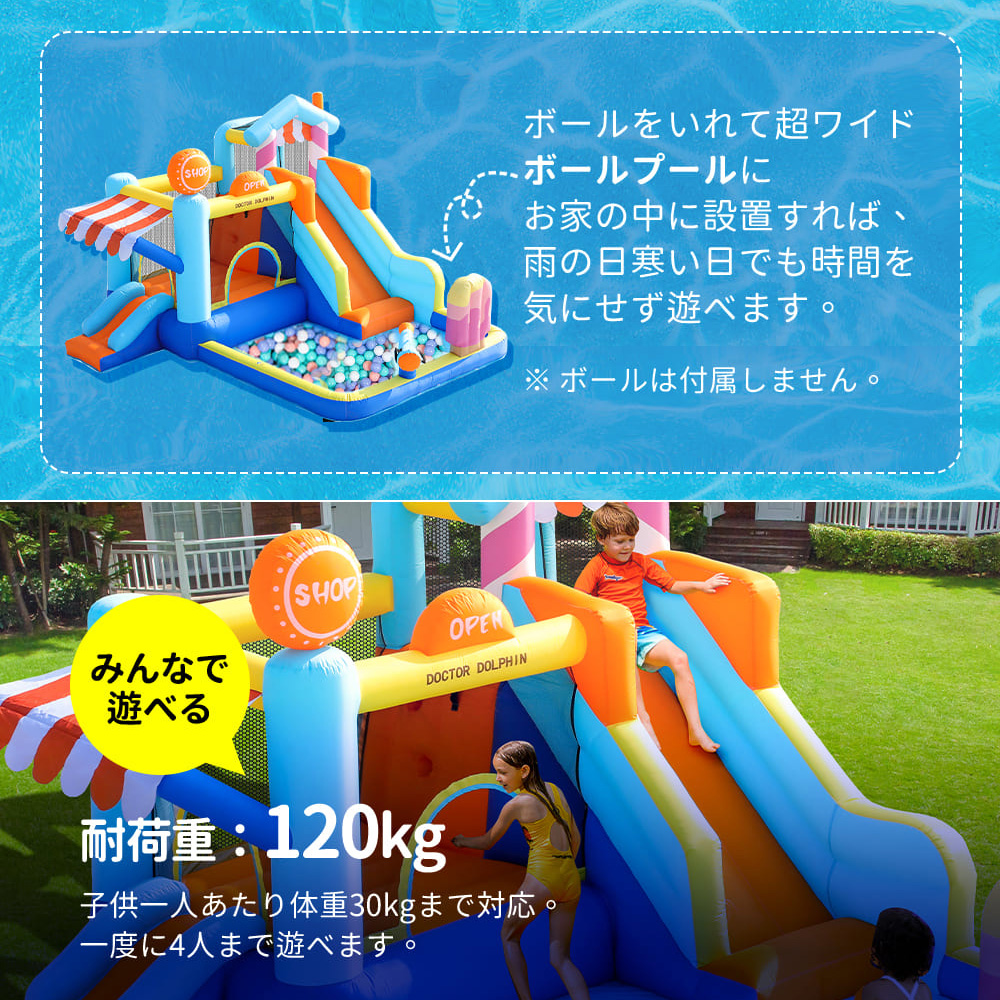 ボールをいれて超ワイド
ボールプールに
お家の中に設置すれば、
雨の日寒い日でも時間を
気にせず遊べます。
※ ボールは付属しません。
SHOP
OPEN
DOCTOR DOLPHIN
SHOP
OPEN
DOCTOR DOLPHIN
みんなで
遊べる
耐荷重：120kg
子供一人あたり体重30kgまで対応。
一度に4人まで遊べます。